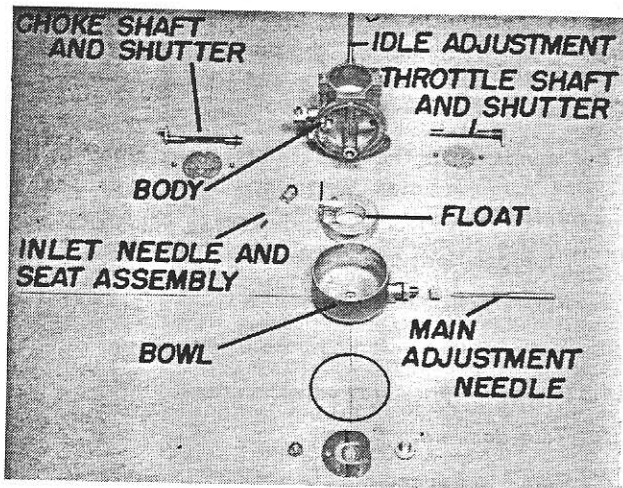 CHOKE SHAFT
AND SHUTTER
IDLE ADJUSTMENT
THROTTLE SHAFT
AND SHUTTER
BODY
FLOAT
INLET NEEDLE AND
SEAT ASSEMBLY
BOWL
MAIN
ADJUSTMENT
NEEDLE